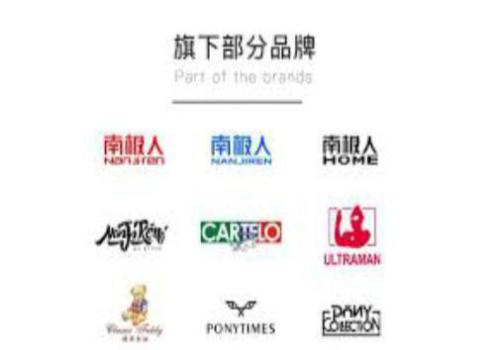 旗下部分品牌
Part of the brands
南极人
Nanjiren
南极人
NANJIREN
南极人
HOME
CARTELO
ULTRAMAN
Classic Teddy
PONYTIMES
PONY
COLLECTION